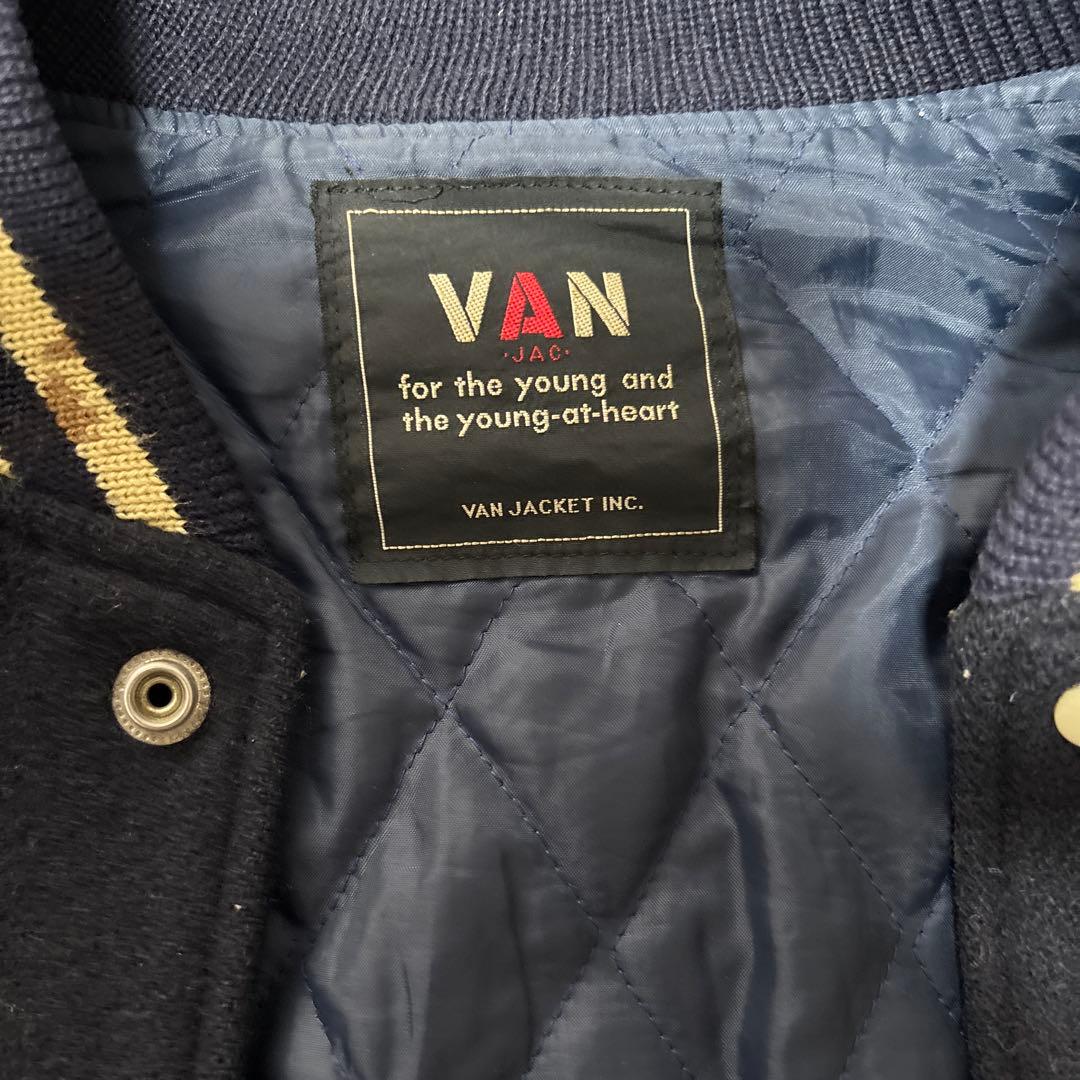 VAN
·JAC·
for the young and
the young-at-heart
VAN JACKET INC.